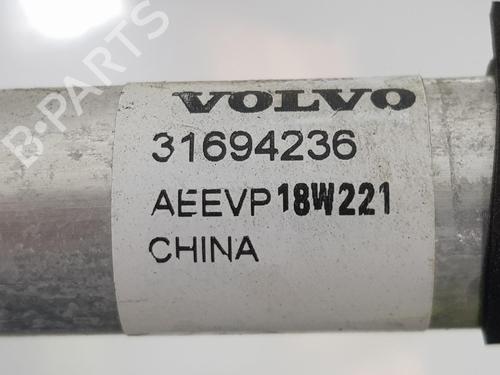 B-PARTS
VOLVO
31694236
AEEVP18W221
CHINA